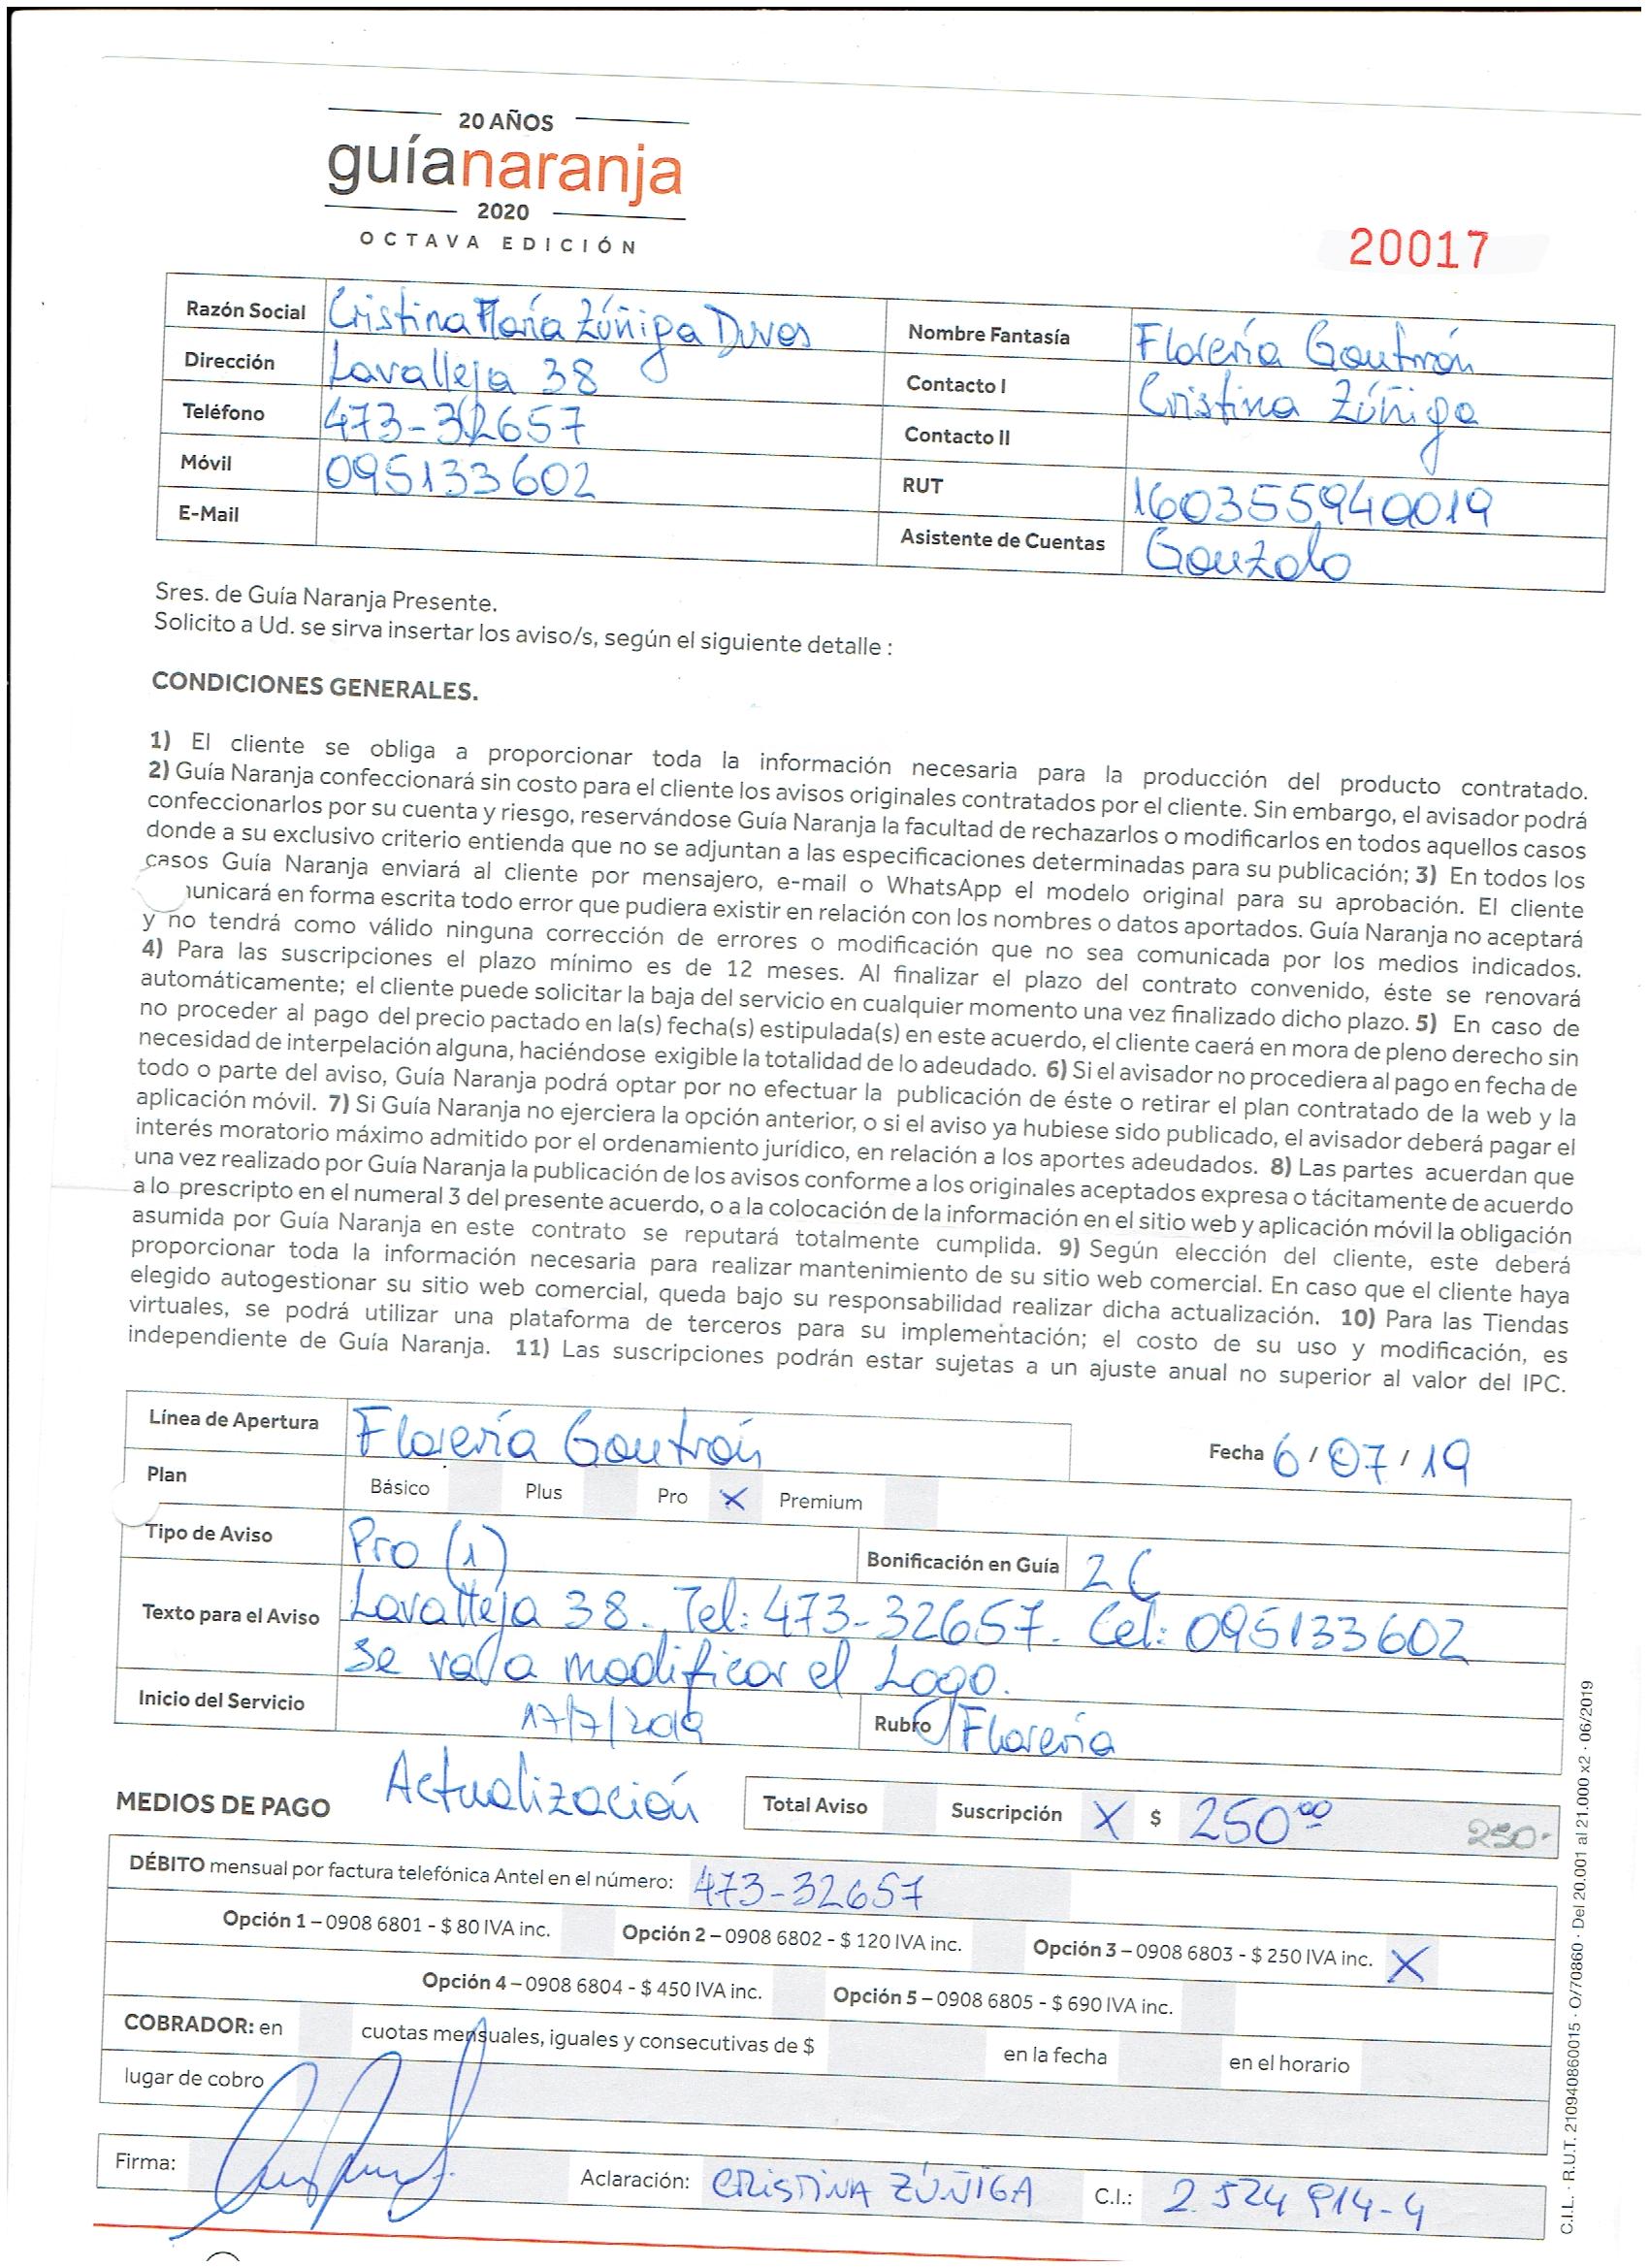 20 AÑOS
guíanaranja
2020
OCTAVA EDICIÓN
20017
Razón Social Cristina María Zúñiga Duvos Nombre Fantasía Florería Goutrón
Dirección Lavalleja 38 Contacto I Cristina Zúñiga
Teléfono 473-32657 Contacto II
Móvil 095133602 RUT 160355940019
E-Mail Asistente de Cuentas Gonzalo
Sres. de Guía Naranja Presente.
Solicito a Ud. se sirva insertar los aviso/s, según el siguiente detalle :
CONDICIONES GENERALES.
1) El cliente se obliga a proporcionar toda la información necesaria para la producción del producto contratado.
2) Guía Naranja confeccionará sin costo para el cliente los avisos originales contratados por el cliente. Sin embargo, el avisador podrá
confeccionarlos por su cuenta y riesgo, reservándose Guía Naranja la facultad de rechazarlos o modificarlos en todos aquellos casos
donde a su exclusivo criterio entienda que no se adjuntan a las especificaciones determinadas para su publicación; 3) En todos los
casos Guía Naranja enviará al cliente por mensajero, e-mail o WhatsApp el modelo original para su aprobación. El cliente
unicará en forma escrita todo error que pudiera existir en relación con los nombres o datos aportados. Guía Naranja no aceptará
y no tendrá como válido ninguna corrección de errores o modificación que no sea comunicada por los medios indicados.
4) Para las suscripciones el plazo mínimo es de 12 meses. Al finalizar el plazo del contrato convenido, éste se renovará
automáticamente; el cliente puede solicitar la baja del servicio en cualquier momento una vez finalizado dicho plazo. 5) En caso de
no proceder al pago del precio pactado en la(s) fecha(s) estipulada(s) en este acuerdo, el cliente caerá en mora de pleno derecho sin
necesidad de interpelación alguna, haciéndose exigible la totalidad de lo adeudado. 6) Si el avisador no procediera al pago en fecha de
todo o parte del aviso, Guía Naranja podrá optar por no efectuar la publicación de éste o retirar el plan contratado de la web y la
aplicación móvil. 7) Si Guía Naranja no ejerciera la opción anterior, o si el aviso ya hubiese sido publicado, el avisador deberá pagar el
interés moratorio máximo admitido por el ordenamiento jurídico, en relación a los aportes adeudados. 8) Las partes acuerdan que
una vez realizado por Guía Naranja la publicación de los avisos conforme a los originales aceptados expresa o tácitamente de acuerdo
a lo prescripto en el numeral 3 del presente acuerdo, o a la colocación de la información en el sitio web y aplicación móvil la obligación
asumida por Guía Naranja en este contrato se reputará totalmente cumplida. 9) Según elección del cliente, este deberá
proporcionar toda la información necesaria para realizar mantenimiento de su sitio web comercial. En caso que el cliente haya
elegido autogestionar su sitio web comercial, queda bajo su responsabilidad realizar dicha actualización. 10) Para las Tiendas
virtuales, se podrá utilizar una plataforma de terceros para su implementación; el costo de su uso y modificación, es
independiente de Guía Naranja. 11) Las suscripciones podrán estar sujetas a un ajuste anual no superior al valor del IPC.
Línea de Apertura Florería Goutrón Fecha 6 / 07 / 19
Plan Básico Plus Pro X Premium
Tipo de Aviso Pro (1) Bonificación en Guía 2C
Texto para el Aviso Lavalleja 38. Tel: 473-32657. Cel: 095133602
se va a modificar el Logo.
Inicio del Servicio 17/7/2019 Rubro Florería
MEDIOS DE PAGO Actualización Total Aviso Suscripción X $ 250 00 250-
DÉBITO mensual por factura telefónica Antel en el número: 473-32657
Opción 1 – 0908 6801 - $ 80 IVA inc. Opción 2 – 0908 6802 - $ 120 IVA inc. Opción 3 – 0908 6803 - $ 250 IVA inc. X
Opción 4 – 0908 6804 - $ 450 IVA inc. Opción 5 – 0908 6805 - $ 690 IVA inc.
COBRADOR: en cuotas mensuales, iguales y consecutivas de $ en la fecha en el horario
lugar de cobro
Firma: Aclaración: CRISTINA ZÚÑIGA C.I.: 2.524 914-4
C.I.L. · R.U.T. 210940860015 · O/70860 · Del 20.001 al 21.000 x2 · 06/2019